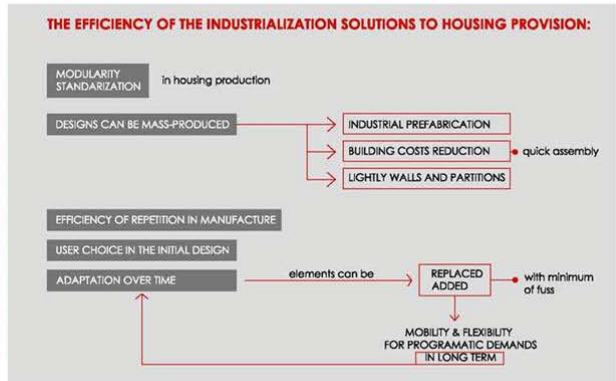 THE EFFICIENCY OF THE INDUSTRIALIZATION SOLUTIONS TO HOUSING PROVISION:
MODULARITY
STANDARIZATION
in housing production
DESIGNS CAN BE MASS-PRODUCED
INDUSTRIAL PREFABRICATION
BUILDING COSTS REDUCTION
quick assembly
LIGHTLY WALLS AND PARTITIONS
EFFICIENCY OF REPETITION IN MANUFACTURE
USER CHOICE IN THE INITIAL DESIGN
ADAPTATION OVER TIME
elements can be
REPLACED
ADDED
with minimum
of fuss
MOBILITY & FLEXIBILITY
FOR PROGRAMATIC DEMANDS
IN LONG TERM